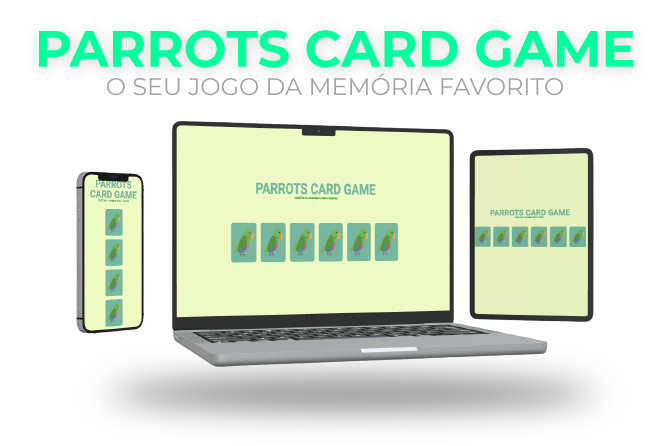 PARROTS CARD GAME
O SEU JOGO DA MEMÓRIA FAVORITO
PARROTS
CARD GAME
PARROTS CARD GAME
PARROTS CARD GAME